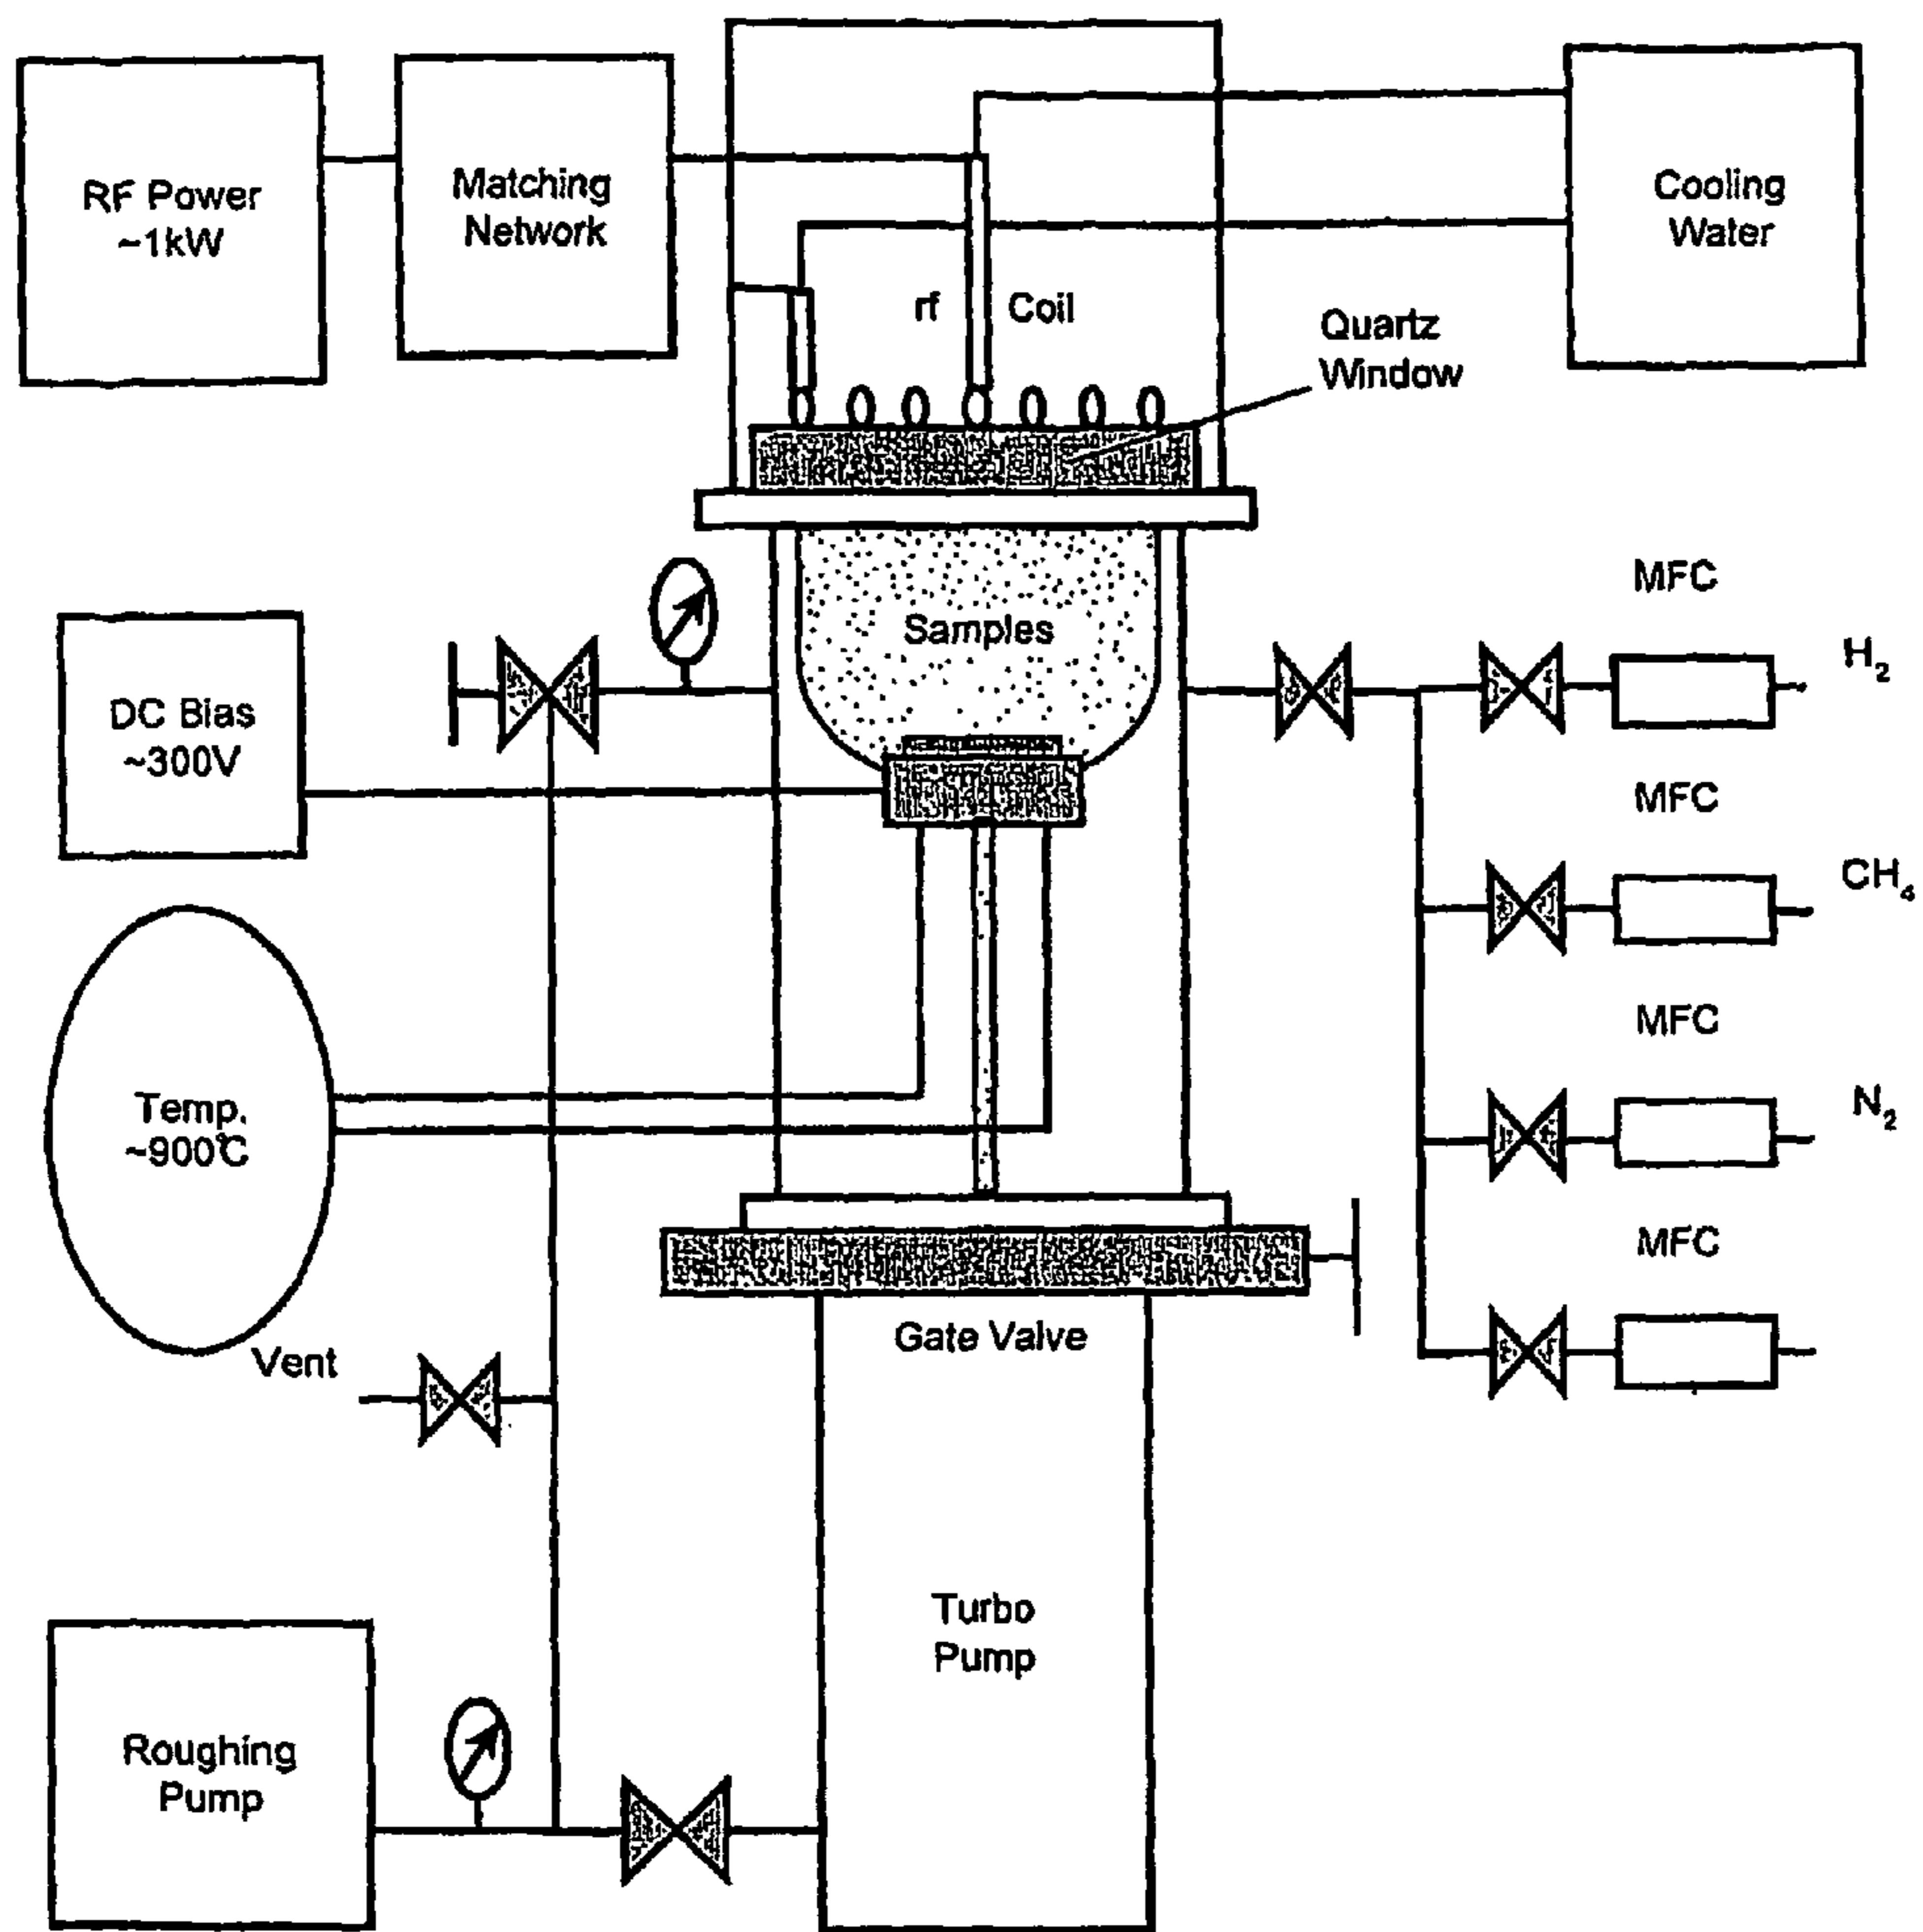 RF Power
~1kW
Matching
Network
Cooling
Water
rf Coil
Quartz
Window
MFC
H₂
Samples
DC Bias
~300V
MFC
CH₄
MFC
N₂
Temp.
~900℃
MFC
Gate Valve
Vent
Turbo
Pump
Roughing
Pump